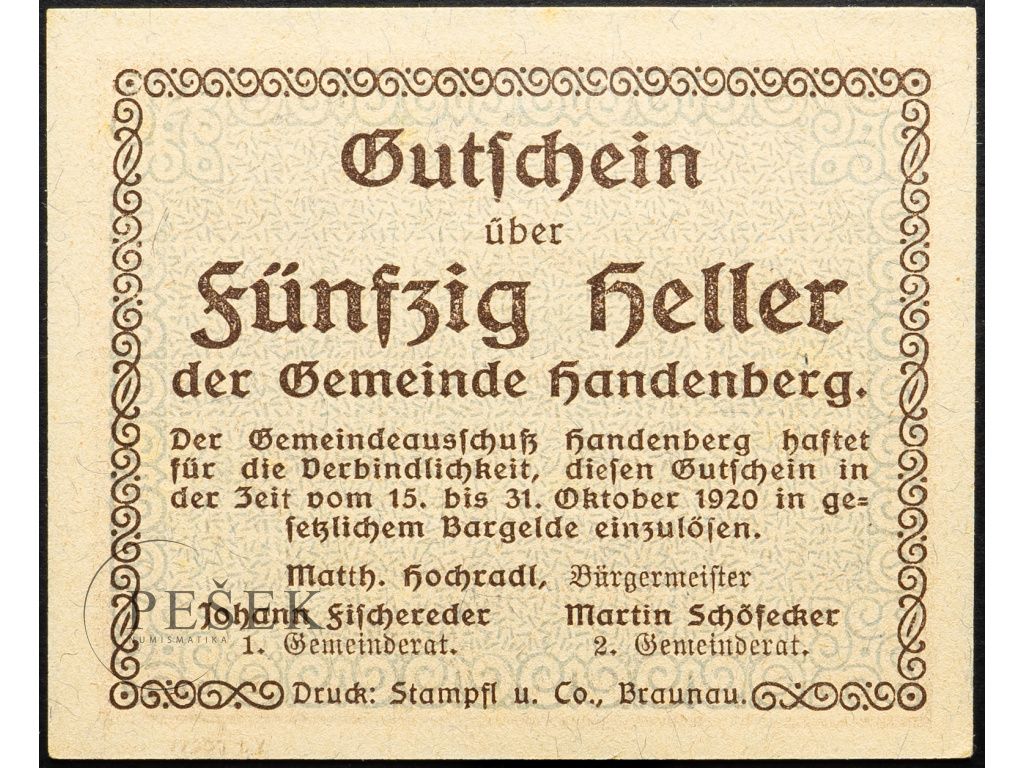 Gutschein
über
Fünfzig Heller
der Gemeinde Handenberg.
Der Gemeindeausschuß Handenberg haftet
für die Verbindlichkeit, diesen Gutschein in
der Zeit vom 15. bis 31. Oktober 1920 in ge-
setzlichem Bargelde einzulösen.
Matth. Hochradl, Bürgermeister
Johann Fischereder Martin Schöfecker
1. Gemeinderat. 2. Gemeinderat.
Druck: Stampfl u. Co., Braunau.
PEŠEK
NUMISMATIKA